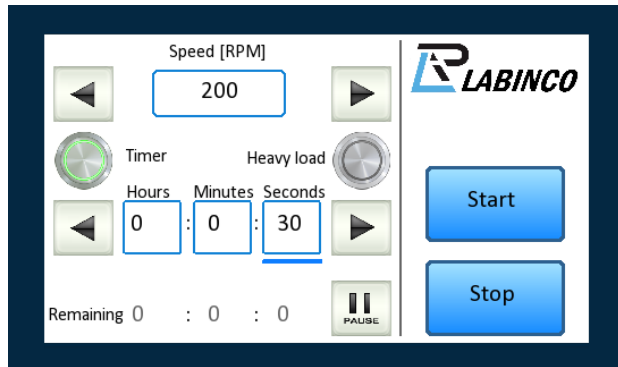 Speed [RPM]
200
LABINCO
Timer
Heavy load
Hours Minutes Seconds
0 : 0 : 30
Start
Remaining 0 : 0 : 0
PAUSE
Stop